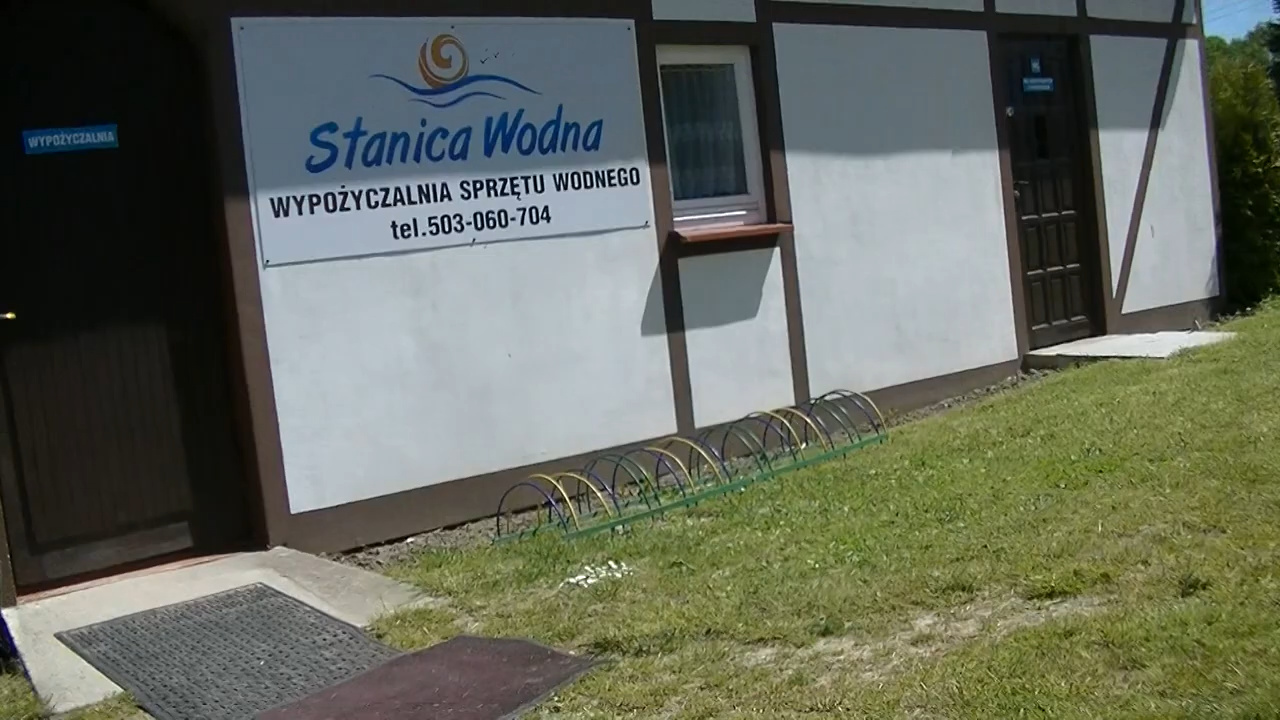 WYPOŻYCZALNIA
Stanica Wodna
WYPOŻYCZALNIA SPRZĘTU WODNEGO
tel.503-060-704